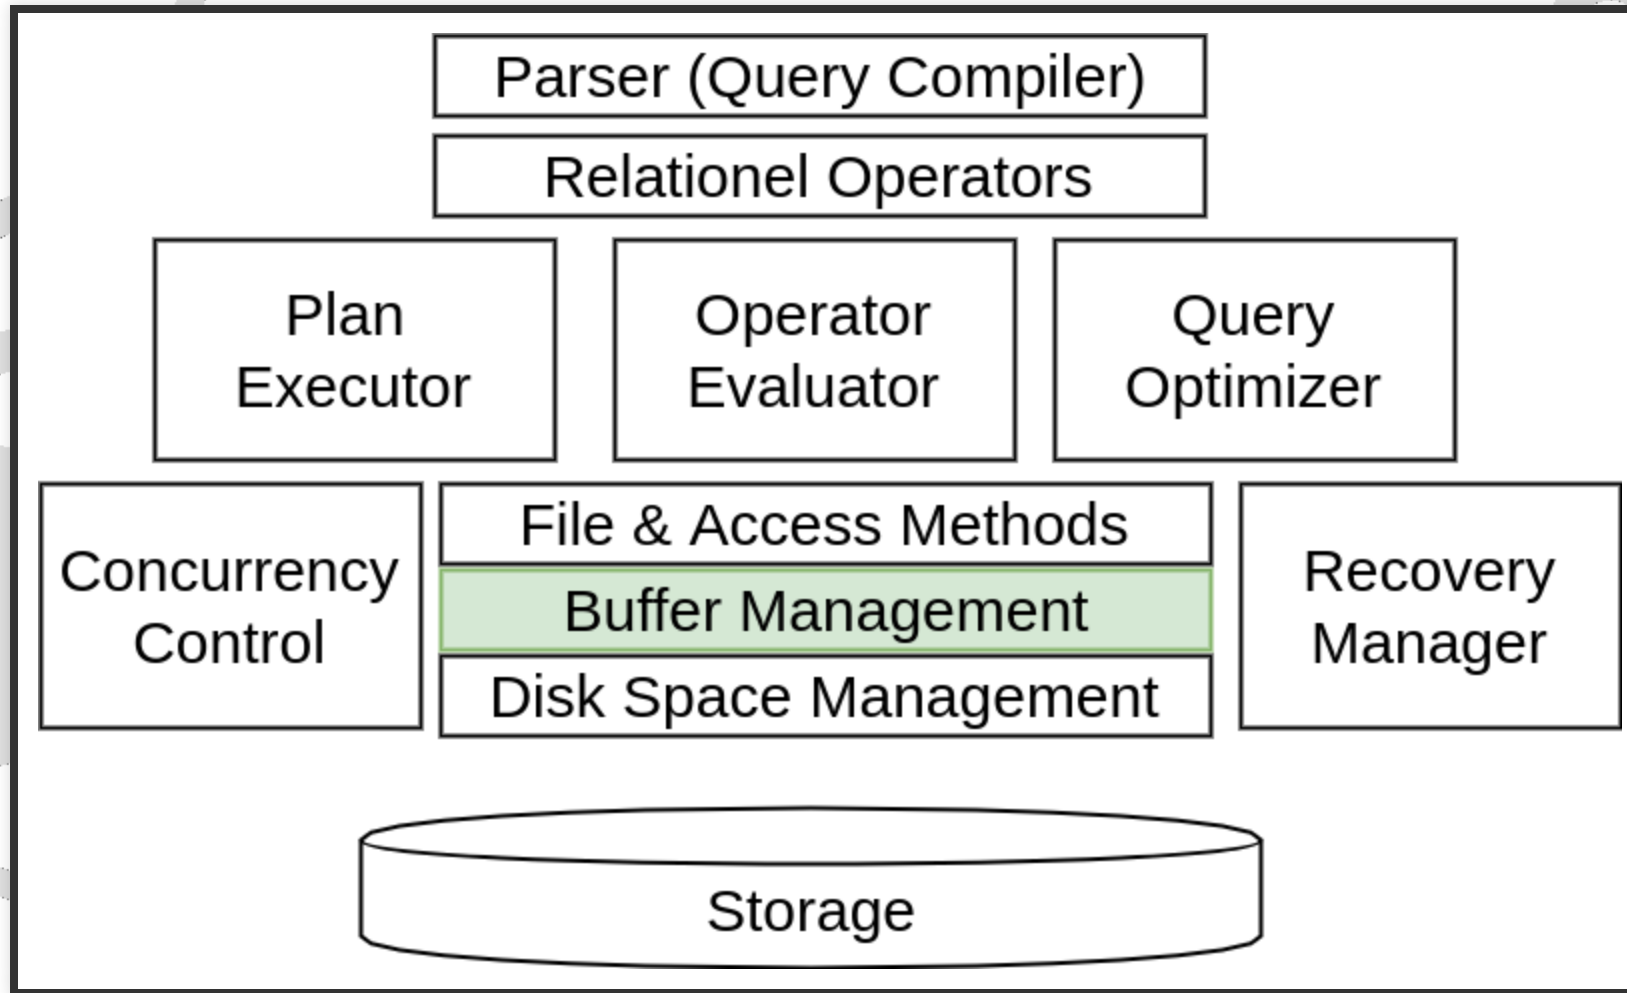 Parser (Query Compiler)
Relationel Operators
Plan
Executor
Operator
Evaluator
Query
Optimizer
Concurrency
Control
File & Access Methods
Buffer Management
Disk Space Management
Recovery
Manager
Storage